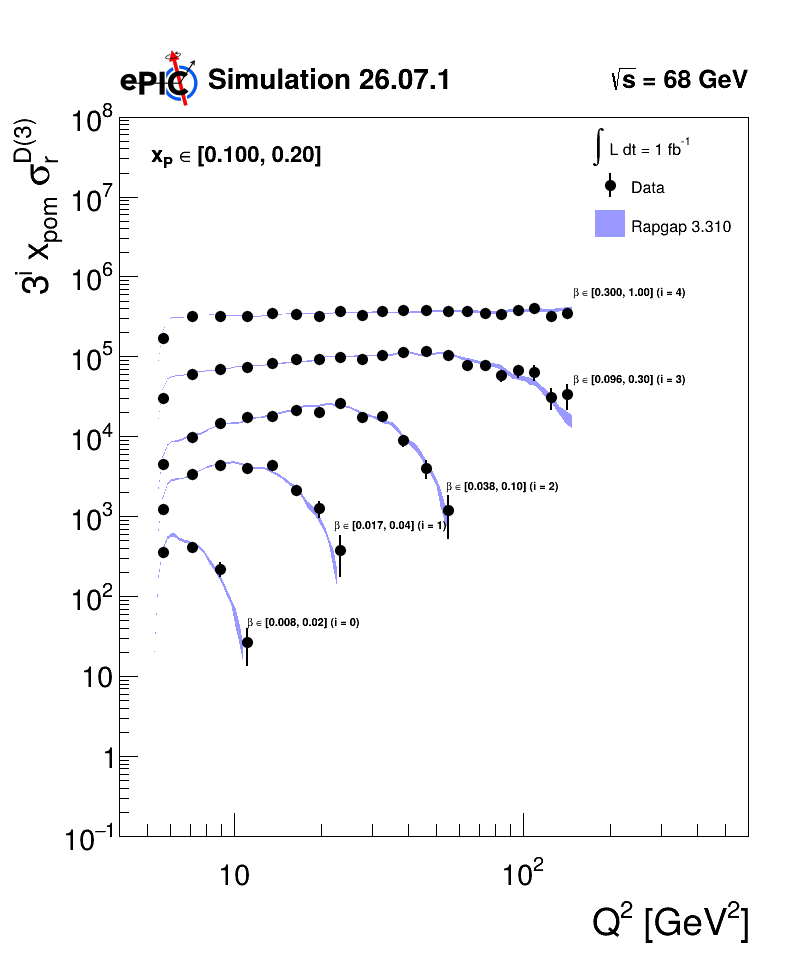 ePIC Simulation 26.07.1 √s = 68 GeV
x_P ∈ [0.100, 0.20]
∫ L dt = 1 fb^-1
Data
Rapgap 3.310
3^i x_pom σ_r^D(3)
10^8
10^7
10^6
10^5
10^4
10^3
10^2
10
1
10^−1
β ∈ [0.300, 1.00] (i = 4)
β ∈ [0.096, 0.30] (i = 3)
β ∈ [0.038, 0.10] (i = 2)
β ∈ [0.017, 0.04] (i = 1)
β ∈ [0.008, 0.02] (i = 0)
10 10^2
Q^2 [GeV^2]